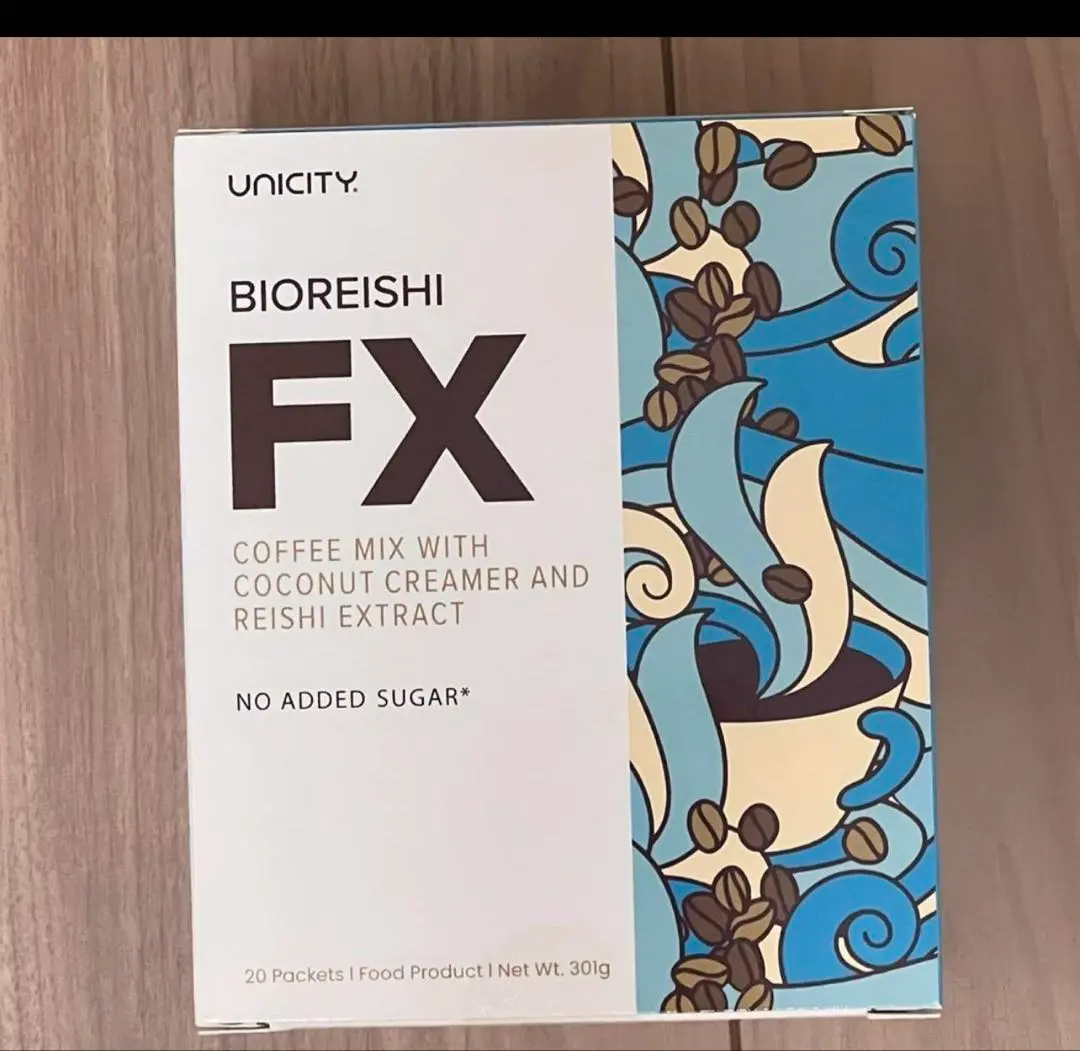 UNICITY.
BIOREISHI
FX
COFFEE MIX WITH
COCONUT CREAMER AND
REISHI EXTRACT
NO ADDED SUGAR*
20 Packets | Food Product | Net Wt. 301g